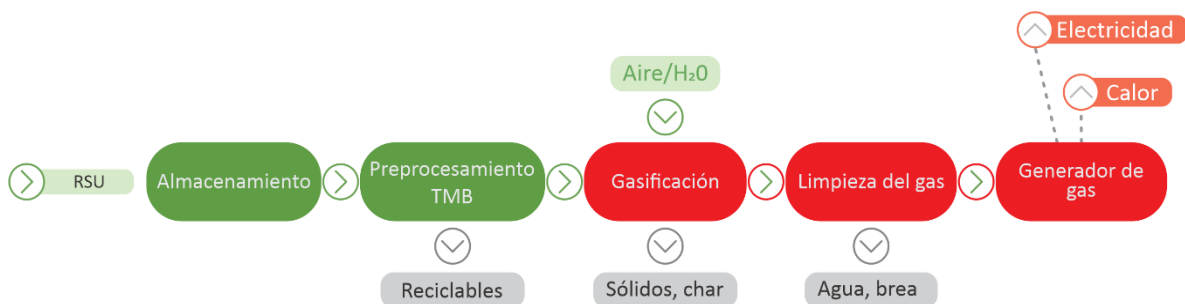 Electricidad
Aire/H₂0
Calor
RSU
Almacenamiento
Preprocesamiento
TMB
Gasificación
Limpieza del gas
Generador de
gas
Reciclables
Sólidos, char
Agua, brea